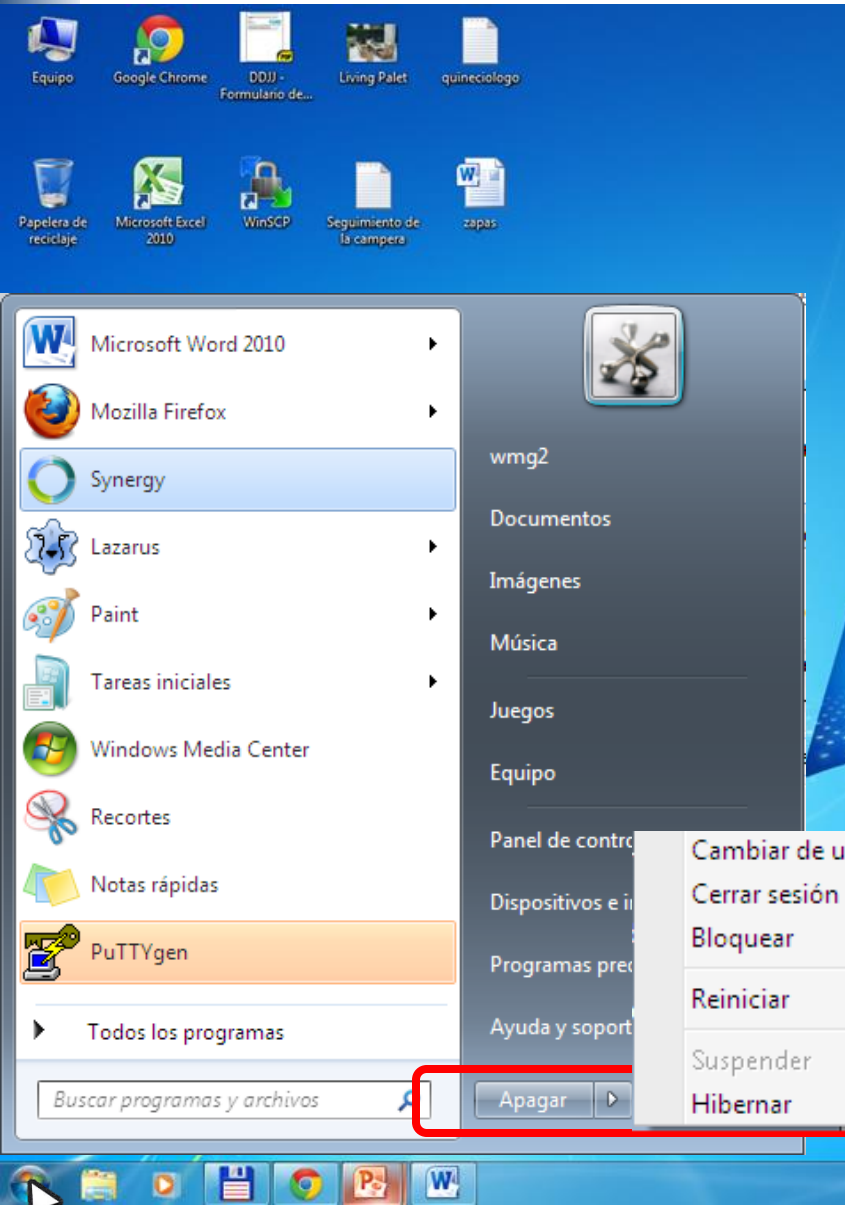 Equipo
Google Chrome
DDJJ -
Formulario de...
Living Palet
quineciologo
Papelera de
reciclaje
Microsoft Excel
2010
WinSCP
Seguimiento de
la campera
zapas
Microsoft Word 2010
Mozilla Firefox
Synergy
Lazarus
Paint
Tareas iniciales
Windows Media Center
Recortes
Notas rápidas
PuTTYgen
Todos los programas
Buscar programas y archivos
wmg2
Documentos
Imágenes
Música
Juegos
Equipo
Panel de contro
Dispositivos e i
Programas pred
Ayuda y soport
Apagar
Cambiar de u
Cerrar sesión
Bloquear
Reiniciar
Suspender
Hibernar